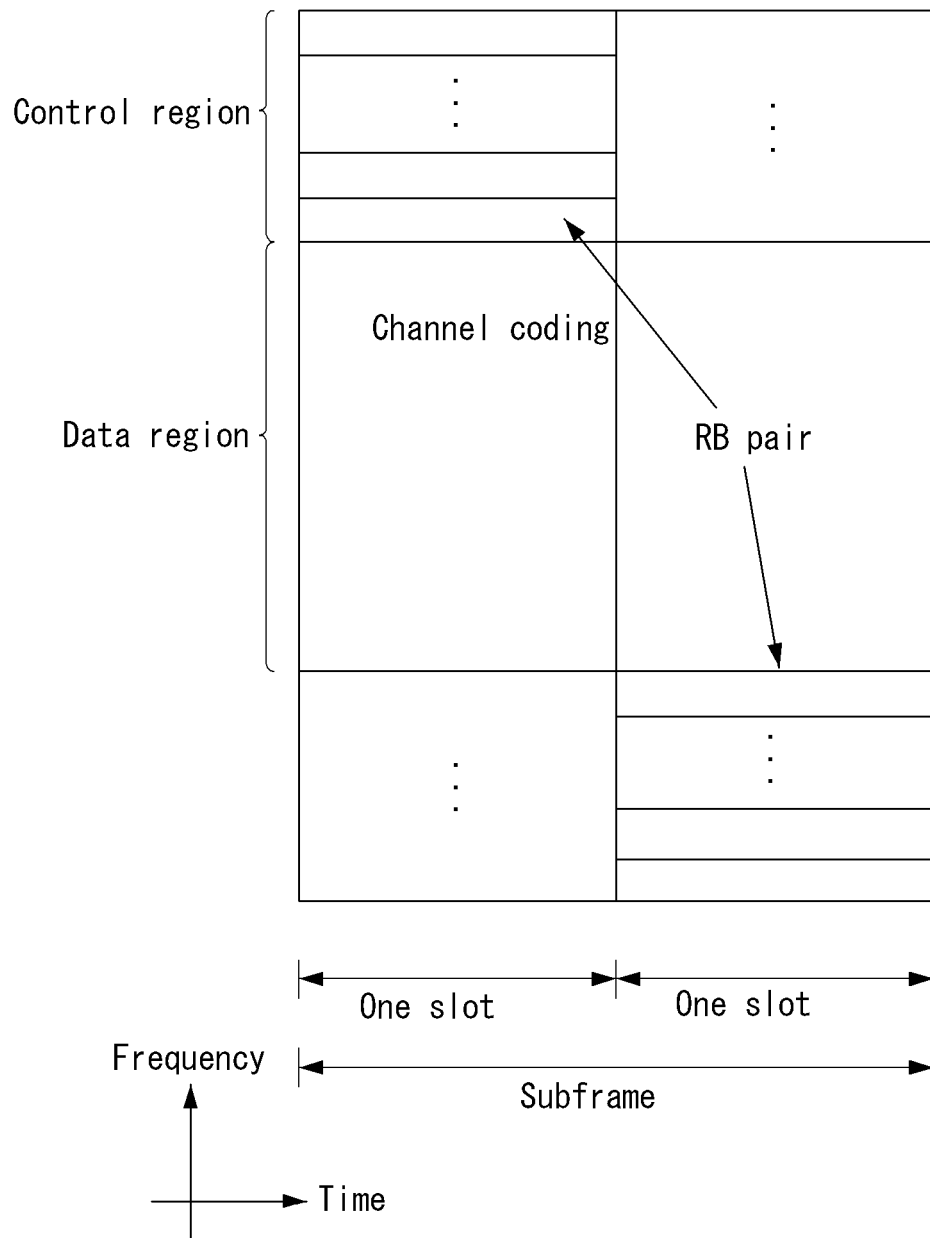 Control region
Channel coding
Data region
RB pair
One slot
One slot
Frequency
Subframe
Time